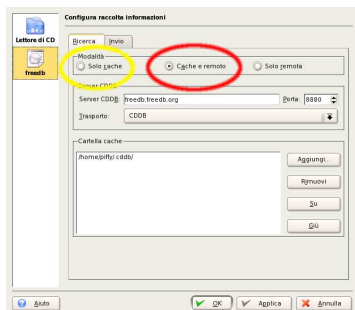 Configura raccolta informazioni
Lettore di CD
freedb
Ricerca
Invio
Modalità
Solo cache
Cache e remoto
Solo remota
Server CDDB
Server CDDB:
freedb.freedb.org
Porta:
8880
Trasporto:
CDDB
Cartella cache
/home/piffy/.cddb/
Aggiungi...
Rimuovi
Su
Giù
Aiuto
OK
Applica
Annulla